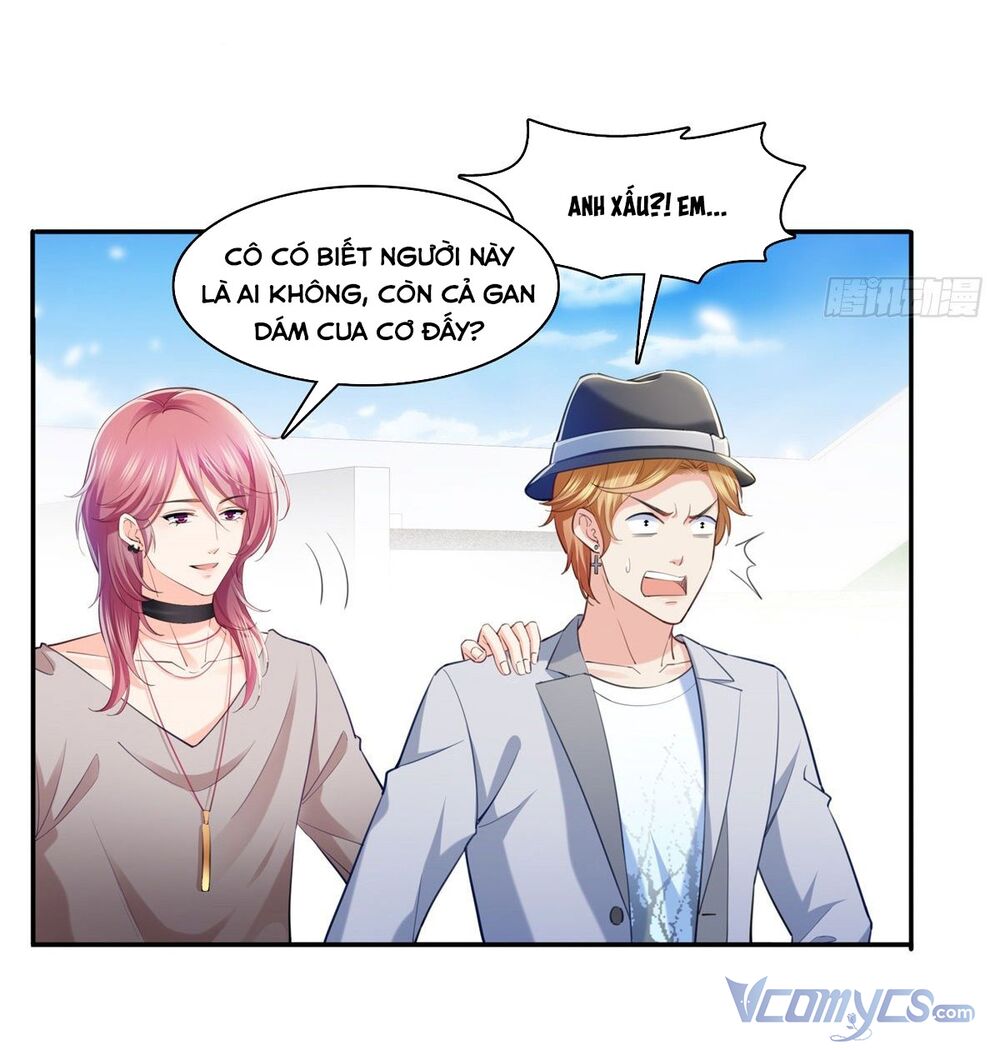 ANH XẤU?! EM...
CÔ CÓ BIẾT NGƯỜI NÀY
LÀ AI KHÔNG, CÒN CẢ GAN
DÁM CUA CƠ ĐẤY?
腾讯动漫
Vcomycs.com